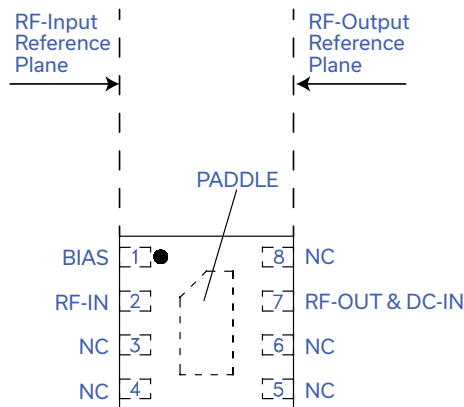 RF-Input
Reference
Plane
RF-Output
Reference
Plane
PADDLE
BIAS 1 8 NC
RF-IN 2 7 RF-OUT & DC-IN
NC 3 6 NC
NC 4 5 NC